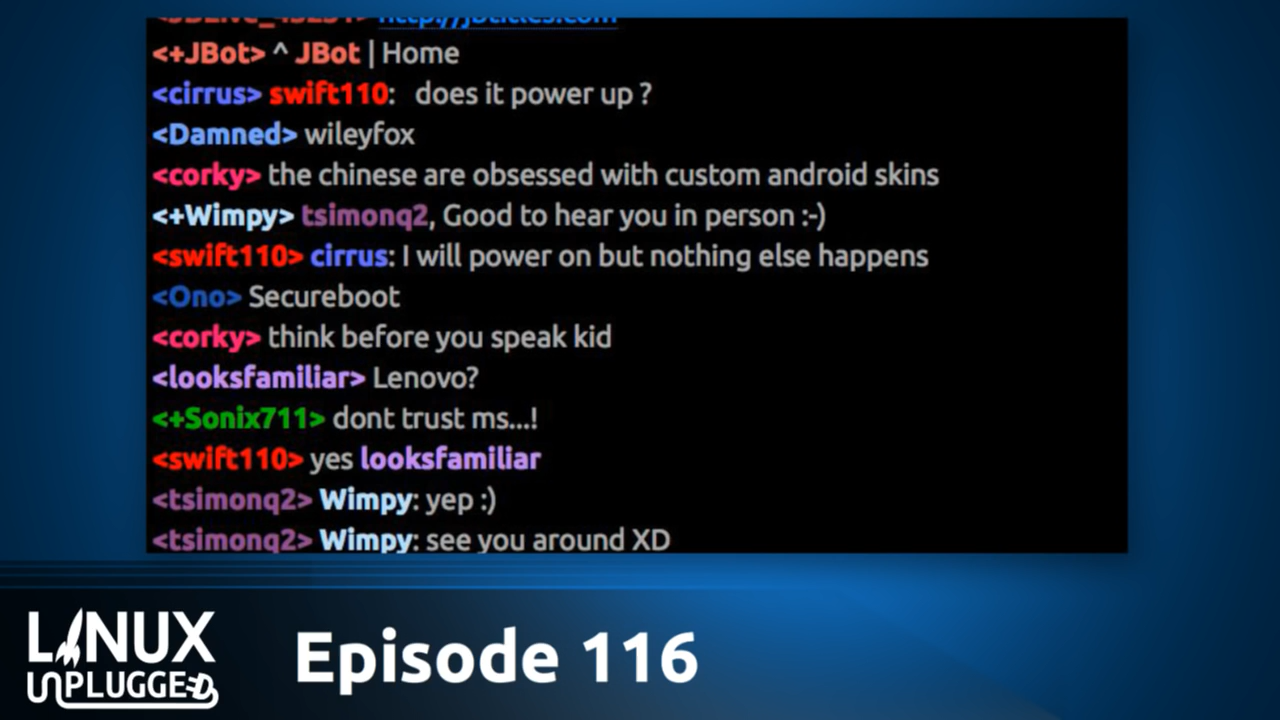 http://jbtitles.com
<+JBot> ^ JBot | Home
<cirrus> swift110:   does it power up ?
<Damned> wileyfox
<corky> the chinese are obsessed with custom android skins
<+Wimpy> tsimonq2, Good to hear you in person :-)
<swift110> cirrus: I will power on but nothing else happens
<Ono> Secureboot
<corky> think before you speak kid
<looksfamiliar> Lenovo?
<+Sonix711> dont trust ms...!
<swift110> yes looksfamiliar
<tsimonq2> Wimpy: yep :)
<tsimonq2> Wimpy: see you around XD
LINUX
UNPLUGGED
Episode 116